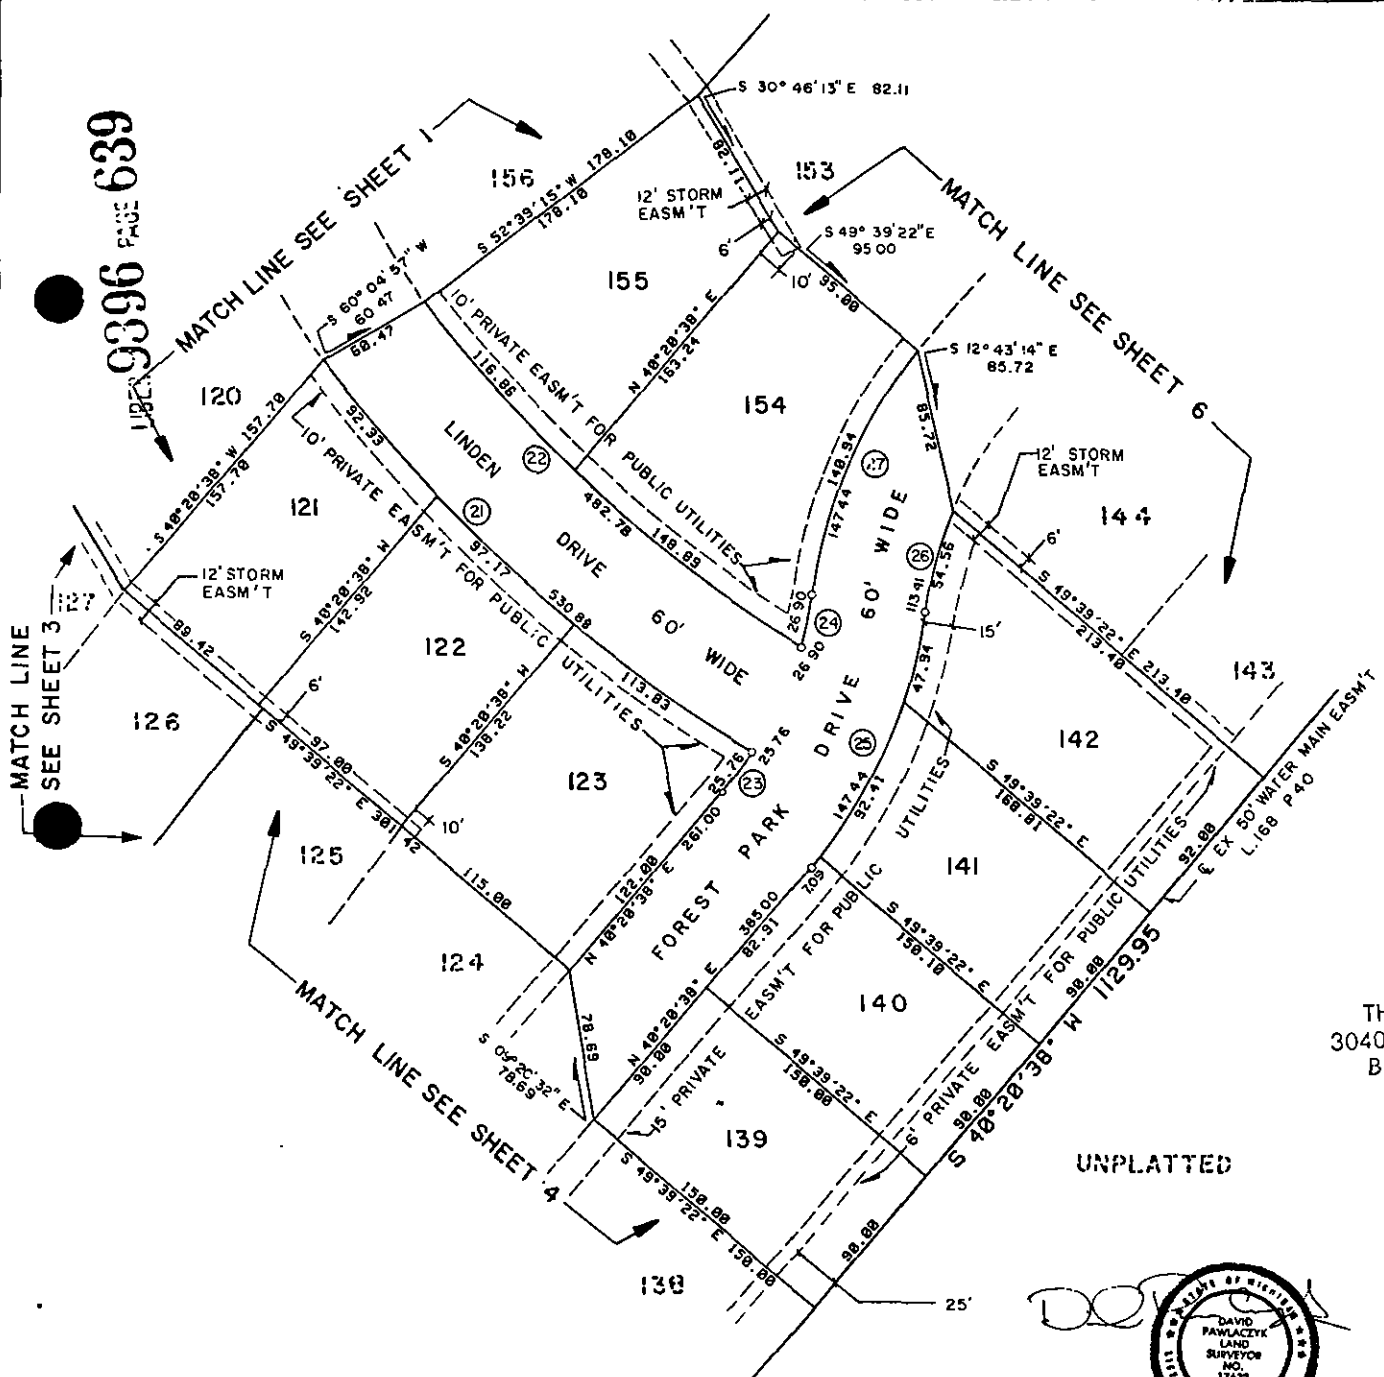 LIBER 9396 PAGE 639
MATCH LINE SEE SHEET 1
S 30° 46' 13" E 82.11
82.11
156
S 52°39'15" W 178.10
178.10
153
12' STORM
EASM'T
6'
S 49° 39' 22" E
95 00
10'
95.00
MATCH LINE SEE SHEET 6
S 60° 04' 57" W
60 47
60.47
155
10' PRIVATE EASM'T FOR PUBLIC UTILITIES
N 40°20'38" E
163.24
S 12° 43' 14" E
85.72
85.72
120
S 40°20'38" W 157.70
157.70
92.33
116.86
LINDEN
DRIVE
60'
WIDE
22
482.78
148.89
154
140.94
147.44
27
12' STORM
EASM'T
144
10' PRIVATE EASM'T FOR PUBLIC UTILITIES
121
21
97.17
530.88
113.83
S 40°20'38" W
142.92
26
54.56
113.41
6'
S 49°39'22" E 213.40
213.40
143
15'
127
12' STORM
EASM'T
MATCH LINE
SEE SHEET 3
89.42
122
26 90
24
26 90
WIDE
60'
DRIVE
PARK
FOREST
47.94
126
6'
97.00
S 49°39'22" E 301 42
S 40°20'38" W
138.22
123
25.76
25 76
23
25
147.44
92.41
142
S 49°39'22" E
168.81
92.00
℄ EX 50' WATER MAIN EASM'T
L.168 P 40
125
10'
115.00
122.00
N 40°20'38" E 261.00
7.09
141
S 49°39'22" E
150.10
124
385.00
82.91
MATCH LINE SEE SHEET 4
78.69
78.69
N 40°20'38" E
90.00
15' PRIVATE EASM'T FOR PUBLIC UTILITIES
140
S 49°39'22" E
150.00
90.00
1129.95
S 40°20'38" W
90.00
6' PRIVATE EASM'T FOR PUBLIC UTILITIES
139
150.00
S 49°39'22" E 150.00
90.00
138
25'
UNPLATTED
TH
3040
B
STATE OF MICHIGAN
DAVID
PAWLACZYK
LAND
SURVEYOR
NO.